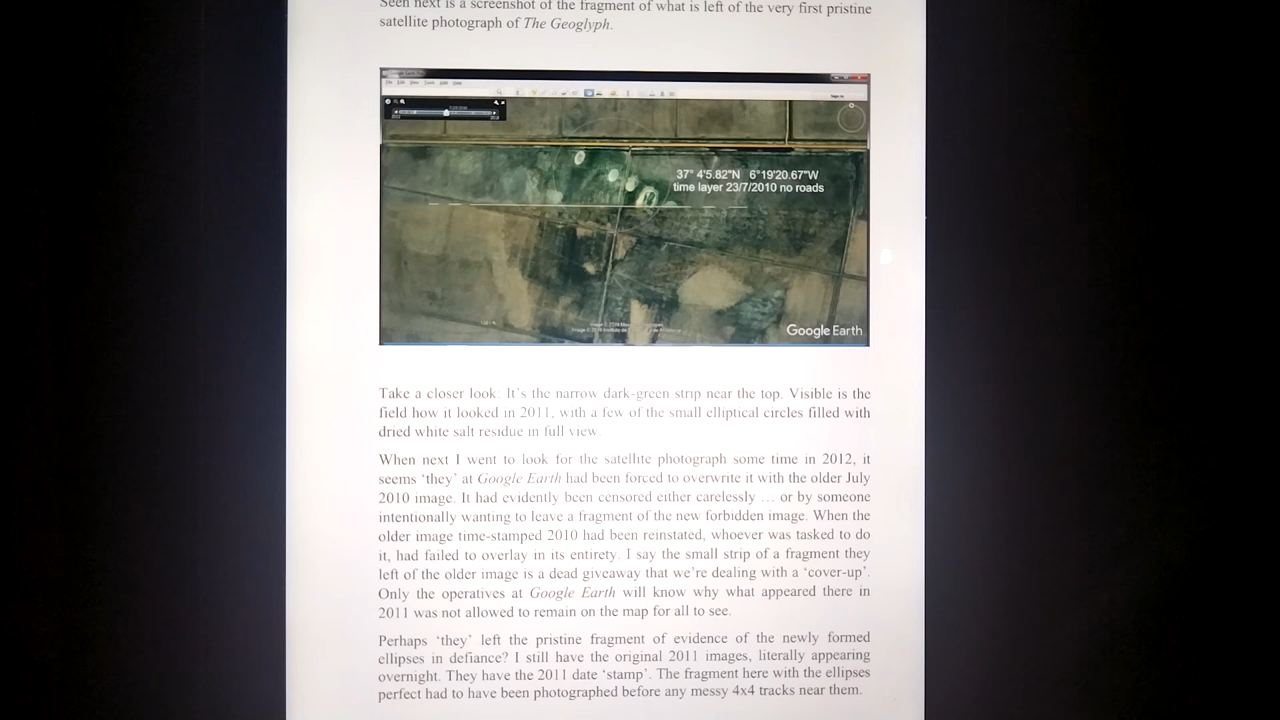 Seen next is a screenshot of the fragment of what is left of the very first pristine
satellite photograph of The Geoglyph.
Google Earth Pro
File Edit View Tools Add Help
Sign in
37° 4'5.82"N 6°19'20.67"W
time layer 23/7/2010 no roads
Google Earth
Take a closer look: It's the narrow dark-green strip near the top. Visible is the
field how it looked in 2011, with a few of the small elliptical circles filled with
dried white salt residue in full view.
When next I went to look for the satellite photograph some time in 2012, it
seems 'they' at Google Earth had been forced to overwrite it with the older July
2010 image. It had evidently been censored either carelessly … or by someone
intentionally wanting to leave a fragment of the new forbidden image. When the
older image time-stamped 2010 had been reinstated, whoever was tasked to do
it, had failed to overlay in its entirety. I say the small strip of a fragment they
left of the older image is a dead giveaway that we're dealing with a 'cover-up'.
Only the operatives at Google Earth will know why what appeared there in
2011 was not allowed to remain on the map for all to see.
Perhaps 'they' left the pristine fragment of evidence of the newly formed
ellipses in defiance? I still have the original 2011 images, literally appearing
overnight. They have the 2011 date 'stamp'. The fragment here with the ellipses
perfect had to have been photographed before any messy 4x4 tracks near them.